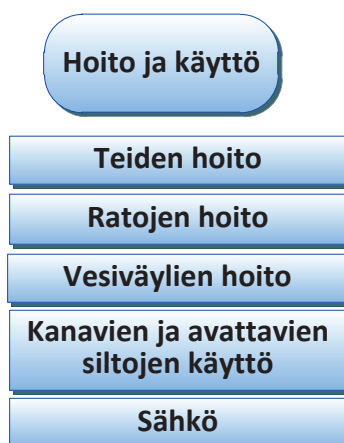 Hoito ja käyttö
Teiden hoito
Ratojen hoito
Vesiväylien hoito
Kanavien ja avattavien
siltojen käyttö
Sähkö